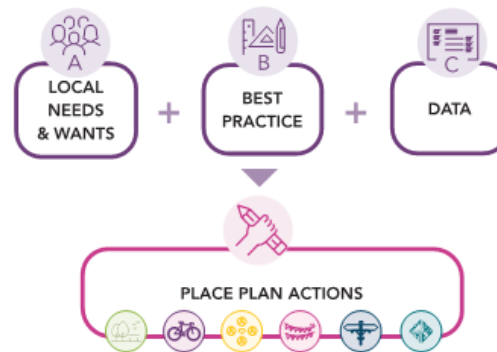 A
LOCAL
NEEDS
& WANTS
+
B
BEST
PRACTICE
+
C
DATA
PLACE PLAN ACTIONS